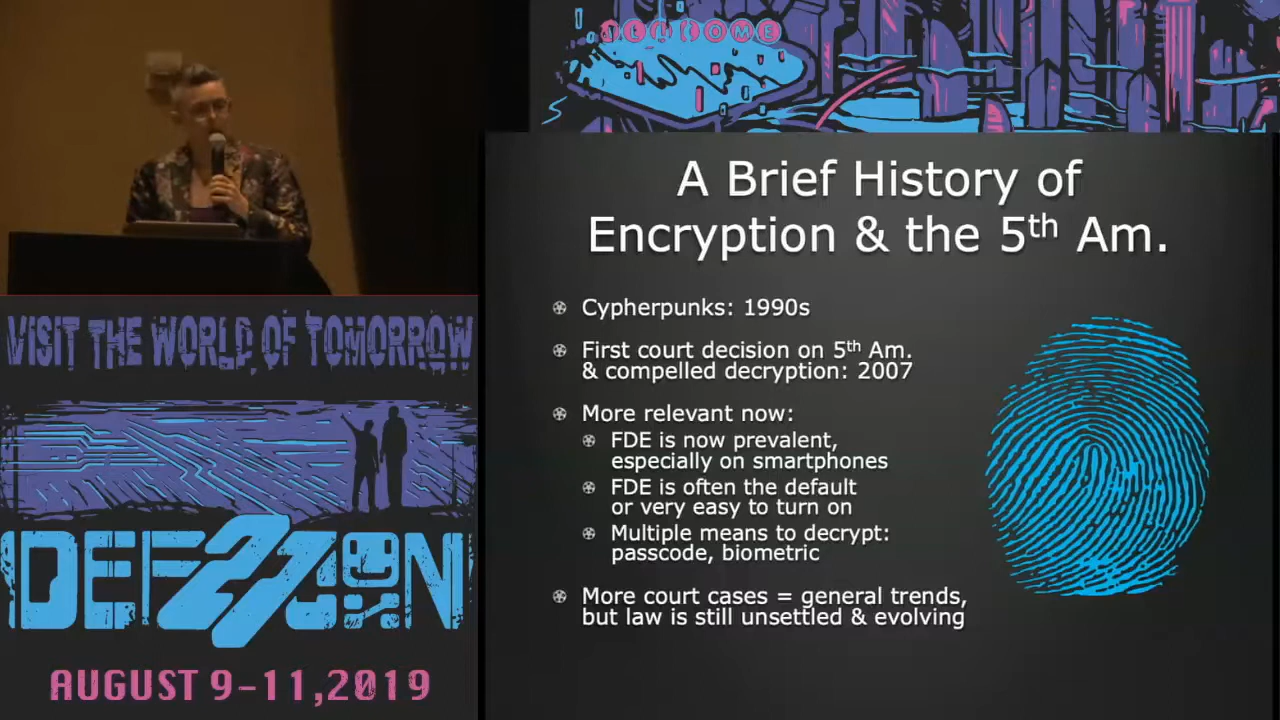 WELCOME
A Brief History of
Encryption & the 5th Am.
Cypherpunks: 1990s
First court decision on 5th Am.
& compelled decryption: 2007
More relevant now:
FDE is now prevalent,
especially on smartphones
FDE is often the default
or very easy to turn on
Multiple means to decrypt:
passcode, biometric
More court cases = general trends,
but law is still unsettled & evolving
VISIT THE WORLD OF TOMORROW
DEF 27 CON
AUGUST 9-11,2019